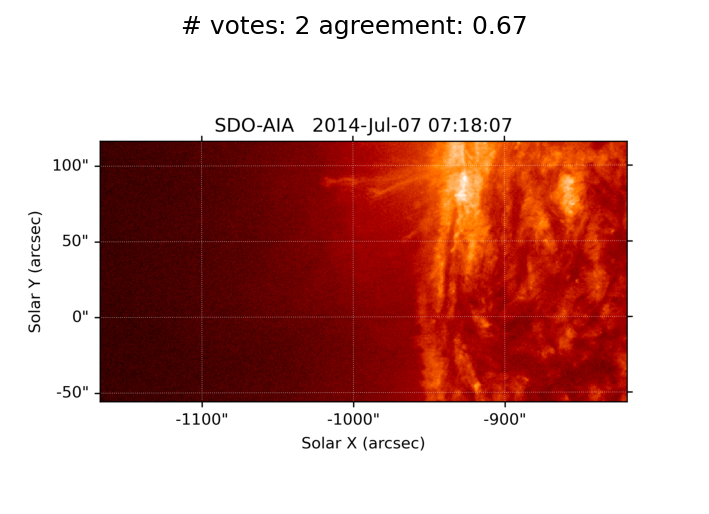 # votes: 2 agreement: 0.67
SDO-AIA 2014-Jul-07 07:18:07
100"
50"
0"
-50"
Solar Y (arcsec)
-1100" -1000" -900"
Solar X (arcsec)